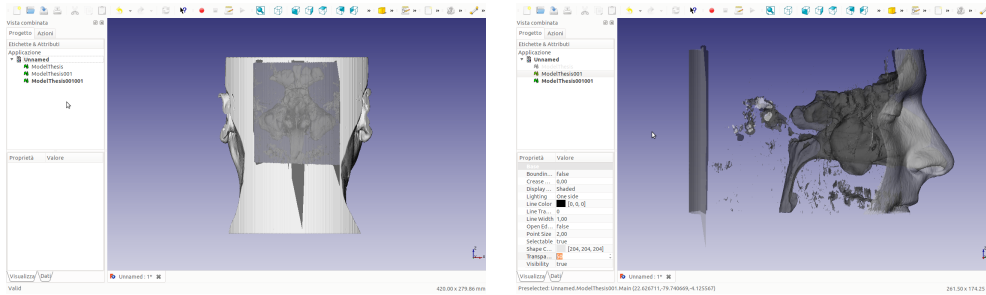 Vista combinata
Progetto Azioni
Etichette & Attributi
Applicazione
Unnamed
ModelThesis
ModelThesis001
ModelThesis001001
Proprietà Valore
Visualizza Dati
Unnamed : 1*
Valid
420.00 x 279.86 mm
Vista combinata
Progetto Azioni
Etichette & Attributi
Applicazione
Unnamed
ModelThesis001
ModelThesis001001
Proprietà Valore
Boundin... false
Crease ... 0,00
Display ... Shaded
Lighting One side
Line Color [0, 0, 0]
Line Tra... 0
Line Width 1,00
Open Ed... false
Point Size 2,00
Selectable true
Shape C... [204, 204, 204]
Transpa...
Visibility true
Visualizza Dati
Unnamed : 1*
Preselected: Unnamed.ModelThesis001.Main (22.626711,-79.740669,-4.125567)
261.50 x 174.25